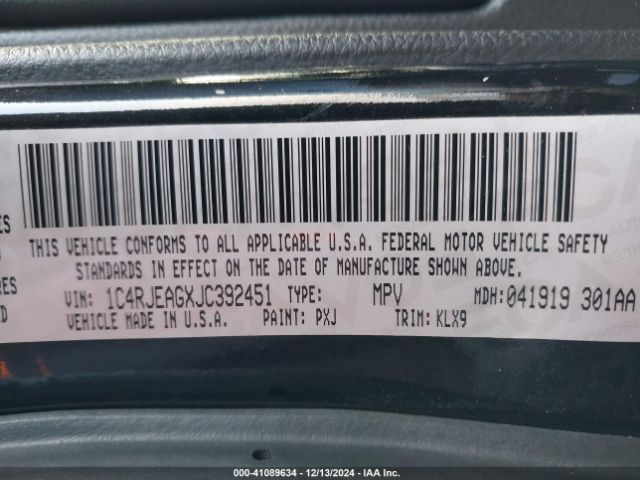 THIS VEHICLE CONFORMS TO ALL APPLICABLE U.S.A. FEDERAL MOTOR VEHICLE SAFETY
STANDARDS IN EFFECT ON THE DATE OF MANUFACTURE SHOWN ABOVE.
VIN: 1C4RJEAGXJC392451 TYPE: MPV MDH: 041919 301AA
VEHICLE MADE IN U.S.A. PAINT: PXJ TRIM: KLX9
000-41089634 - 12/13/2024 - IAA Inc.